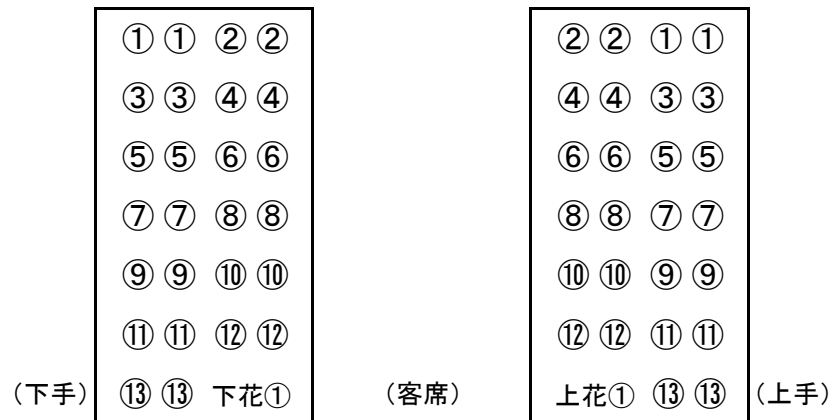 ① ① ② ② ② ② ① ①
③ ③ ④ ④ ④ ④ ③ ③
⑤ ⑤ ⑥ ⑥ ⑥ ⑥ ⑤ ⑤
⑦ ⑦ ⑧ ⑧ ⑧ ⑧ ⑦ ⑦
⑨ ⑨ ⑩ ⑩ ⑩ ⑩ ⑨ ⑨
⑪ ⑪ ⑫ ⑫ ⑫ ⑫ ⑪ ⑪
（下手） ⑬ ⑬ 下花① （客席） 上花① ⑬ ⑬ （上手）